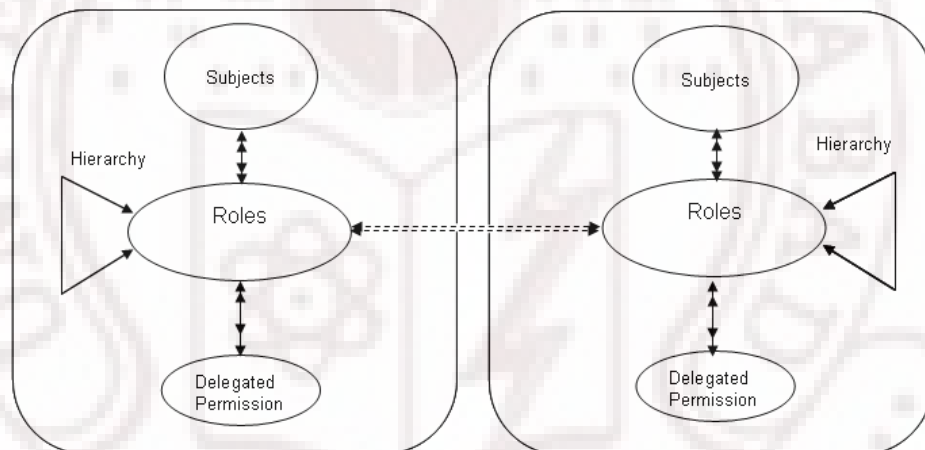 Subjects
Hierarchy
Roles
Delegated
Permission
Subjects
Hierarchy
Roles
Delegated
Permission